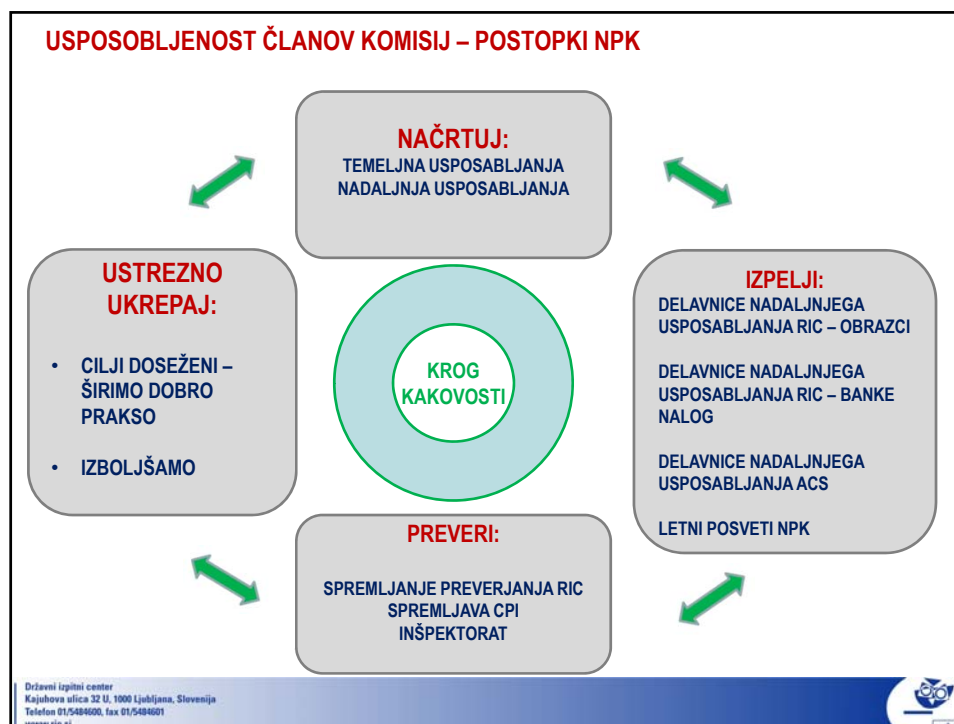 USPOSOBLJENOST ČLANOV KOMISIJ – POSTOPKI NPK
NAČRTUJ:
TEMELJNA USPOSABLJANJA
NADALJNJA USPOSABLJANJA
USTREZNO
UKREPAJ:
• CILJI DOSEŽENI –
ŠIRIMO DOBRO
PRAKSO
• IZBOLJŠAMO
KROG
KAKOVOSTI
IZPELJI:
DELAVNICE NADALJNJEGA
USPOSABLJANJA RIC – OBRAZCI
DELAVNICE NADALJNJEGA
USPOSABLJANJA RIC – BANKE
NALOG
DELAVNICE NADALJNJEGA
USPOSABLJANJA ACS
LETNI POSVETI NPK
PREVERI:
SPREMLJANJE PREVERJANJA RIC
SPREMLJAVA CPI
INŠPEKTORAT
Državni izpitni center
Kajuhova ulica 32 U, 1000 Ljubljana, Slovenija
Telefon 01/5484600, fax 01/5484601